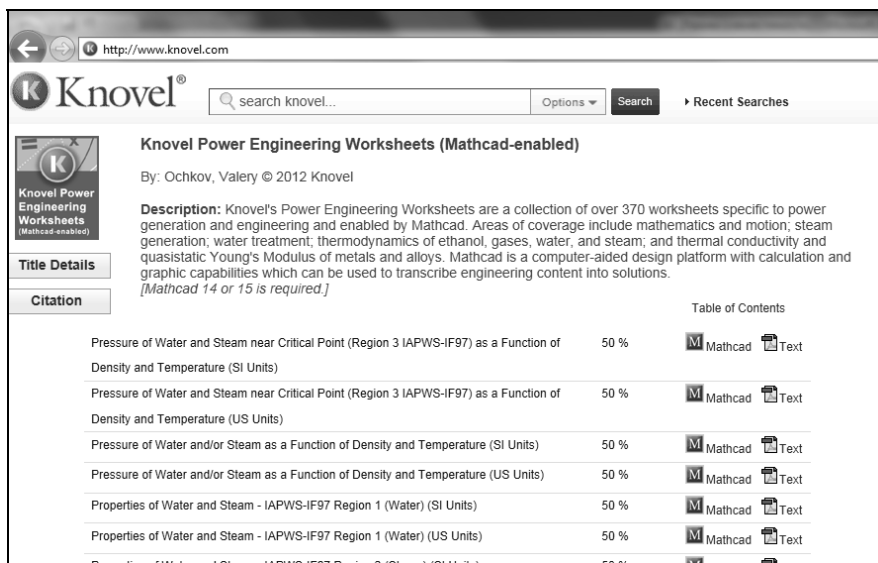 http://www.knovel.com
K Knovel®
search knovel...
Options
Search
Recent Searches
K
Knovel Power
Engineering
Worksheets
(Mathcad-enabled)
Title Details
Citation
Knovel Power Engineering Worksheets (Mathcad-enabled)
By: Ochkov, Valery © 2012 Knovel
Description: Knovel's Power Engineering Worksheets are a collection of over 370 worksheets specific to power
generation and engineering and enabled by Mathcad. Areas of coverage include mathematics and motion; steam
generation; water treatment; thermodynamics of ethanol, gases, water, and steam; and thermal conductivity and
quasistatic Young's Modulus of metals and alloys. Mathcad is a computer-aided design platform with calculation and
graphic capabilities which can be used to transcribe engineering content into solutions.
[Mathcad 14 or 15 is required.]
Table of Contents
Pressure of Water and Steam near Critical Point (Region 3 IAPWS-IF97) as a Function of 50 % M Mathcad Text
Density and Temperature (SI Units)
Pressure of Water and Steam near Critical Point (Region 3 IAPWS-IF97) as a Function of 50 % M Mathcad Text
Density and Temperature (US Units)
Pressure of Water and/or Steam as a Function of Density and Temperature (SI Units) 50 % M Mathcad Text
Pressure of Water and/or Steam as a Function of Density and Temperature (US Units) 50 % M Mathcad Text
Properties of Water and Steam - IAPWS-IF97 Region 1 (Water) (SI Units) 50 % M Mathcad Text
Properties of Water and Steam - IAPWS-IF97 Region 1 (Water) (US Units) 50 % M Mathcad Text